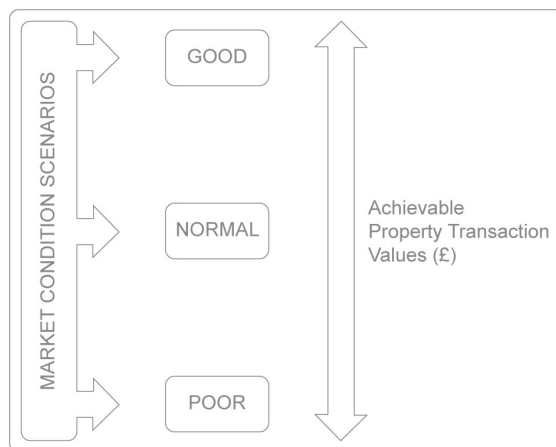 MARKET CONDITION SCENARIOS
GOOD
NORMAL
POOR
Achievable
Property Transaction
Values (£)